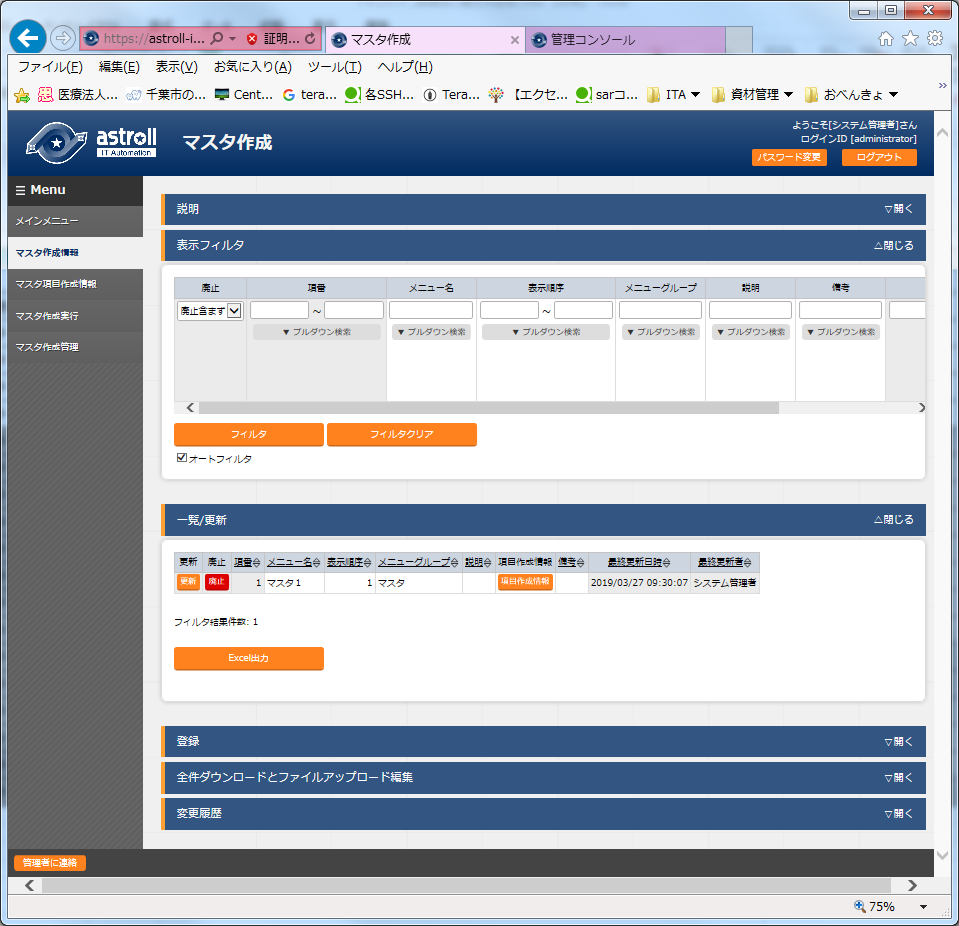 https://astroll-i... 証明... マスタ作成 管理コンソール
ファイル(F) 編集(E) 表示(V) お気に入り(A) ツール(T) ヘルプ(H)
医療法人... 千葉市の... Cent... tera... 各SSH... Tera... 【エクセ... sarコ... ITA 資材管理 おべんきょ
astroll
IT Automation
マスタ作成
ようこそ[システム管理者]さん
ログインID [administrator]
パスワード変更 ログアウト
☰ Menu
メインメニュー
マスタ作成情報
マスタ項目作成情報
マスタ作成実行
マスタ作成管理
説明 ▽開く
表示フィルタ △閉じる
廃止 項番 メニュー名 表示順序 メニューグループ 説明 備考
廃止含まず ~ ~
▼プルダウン検索 ▼プルダウン検索 ▼プルダウン検索 ▼プルダウン検索 ▼プルダウン検索 ▼プルダウン検索
フィルタ フィルタクリア
オートフィルタ
一覧/更新 △閉じる
更新 廃止 項番 メニュー名 表示順序 メニューグループ 説明 項目作成情報 備考 最終更新日時 最終更新者
更新 廃止 1 マスタ1 1 マスタ 項目作成情報 2019/03/27 09:30:07 システム管理者
フィルタ結果件数: 1
Excel出力
登録 ▽開く
全件ダウンロードとファイルアップロード編集 ▽開く
変更履歴 ▽開く
管理者に連絡
75%